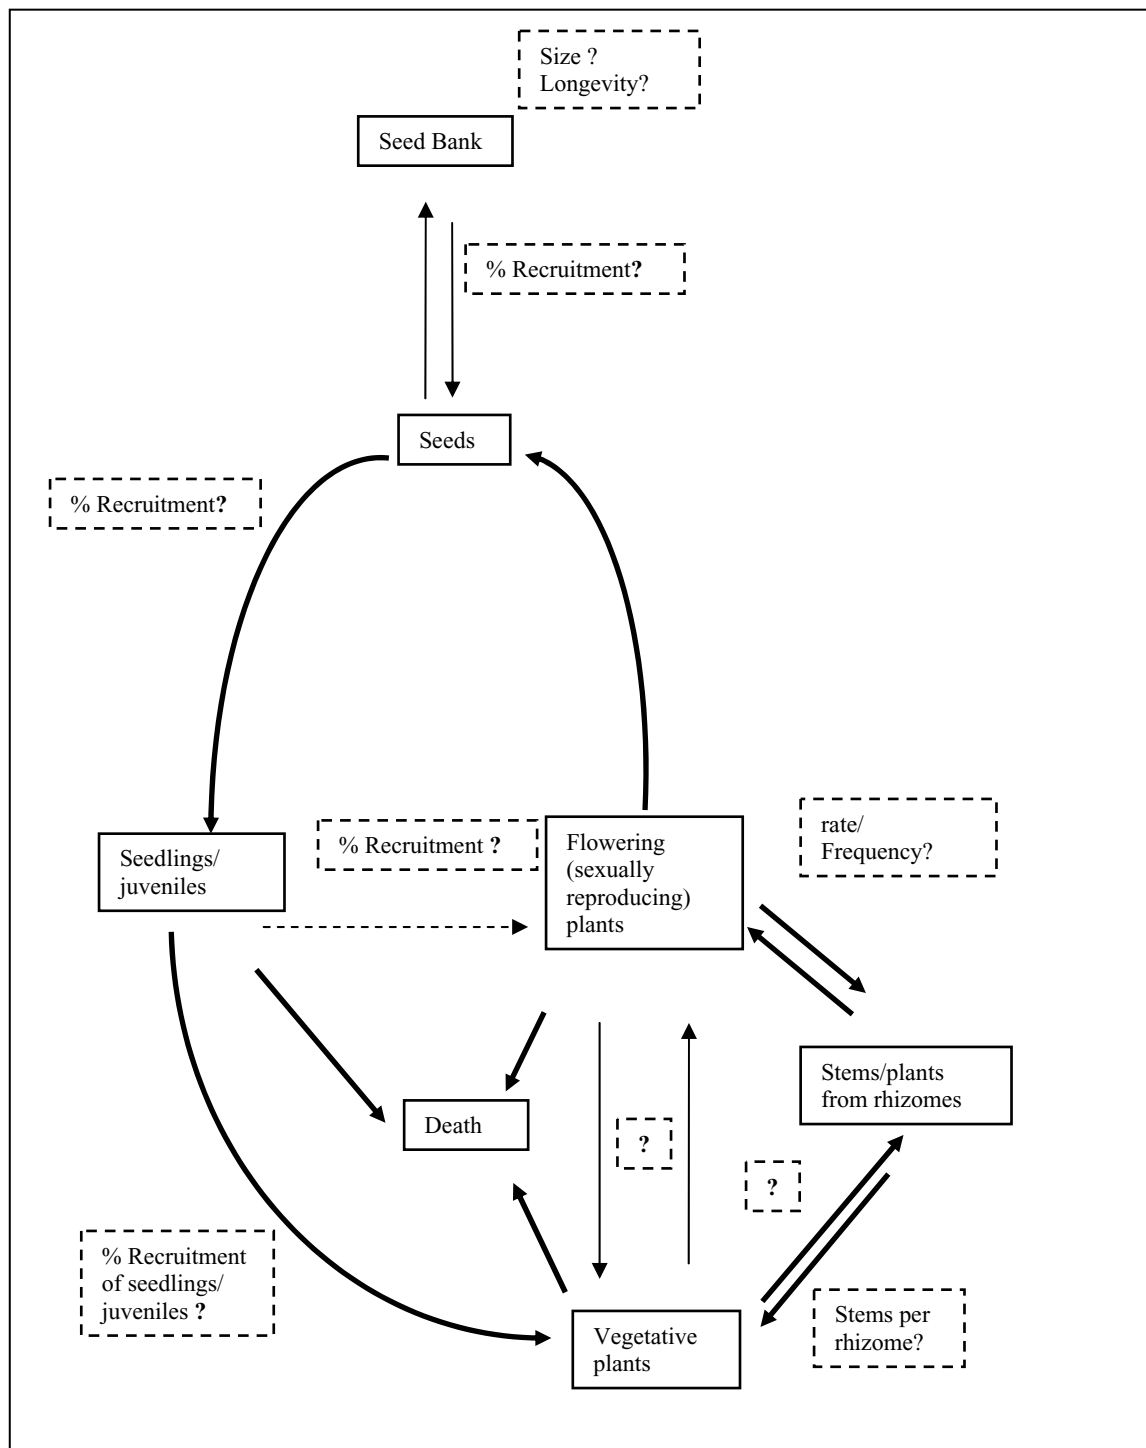 Size ?
Longevity?
Seed Bank
% Recruitment?
Seeds
% Recruitment?
% Recruitment ?
Flowering
(sexually
reproducing)
plants
rate/
Frequency?
Seedlings/
juveniles
Stems/plants
from rhizomes
Death
?
?
% Recruitment
of seedlings/
juveniles ?
Stems per
rhizome?
Vegetative
plants